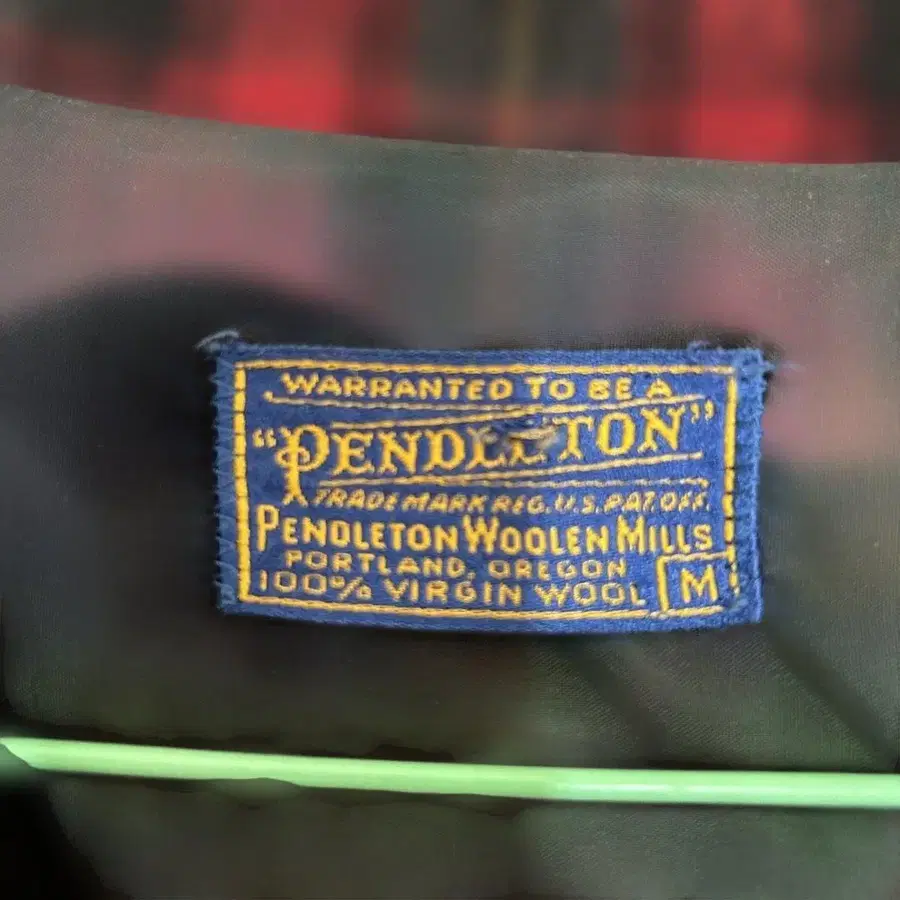 WARRANTED TO BE A
"PENDLETON"
TRADE MARK REG. U.S. PAT. OFF.
PENDLETON WOOLEN MILLS
PORTLAND, OREGON
100% VIRGIN WOOL M